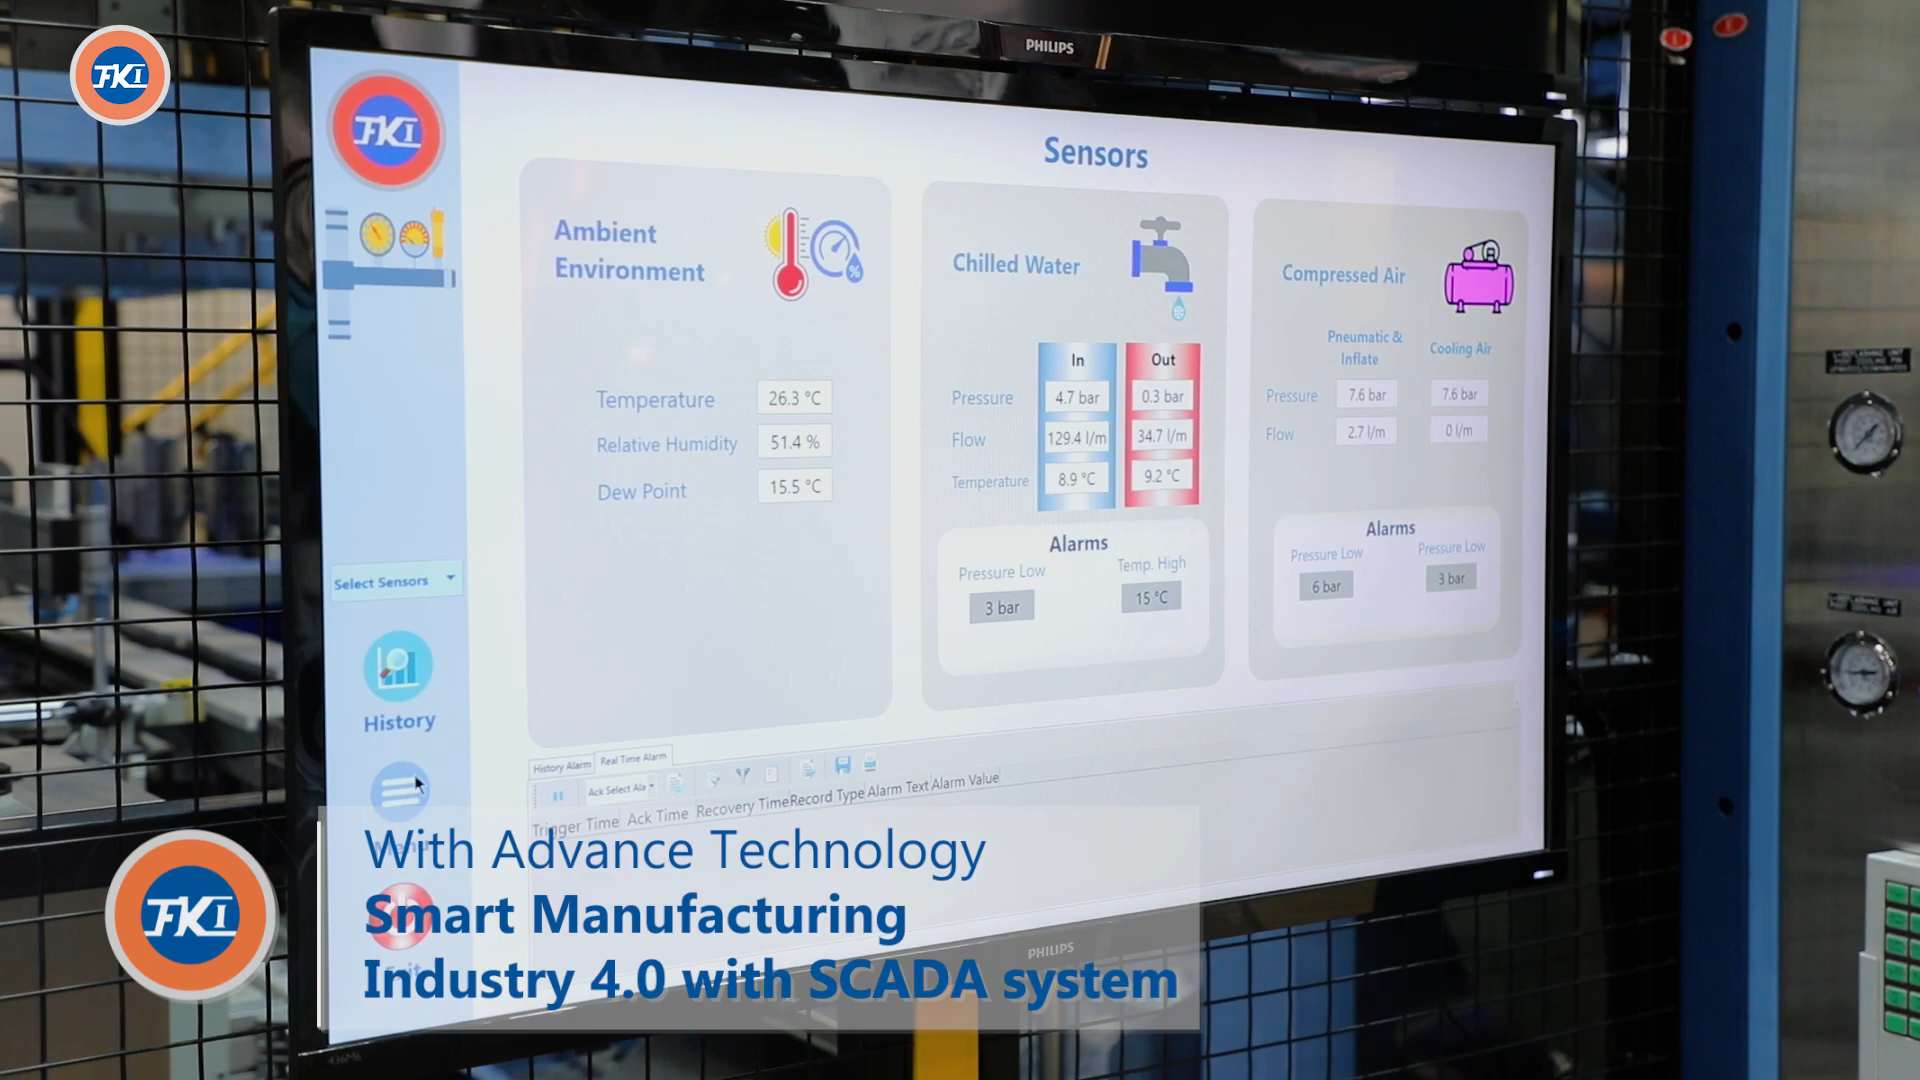 FKI
PHILIPS
FKI
Sensors
Ambient
Environment
%
Temperature 26.3 °C
Relative Humidity 51.4 %
Dew Point 15.5 °C
Chilled Water
In Out
Pressure 4.7 bar 0.3 bar
Flow 129.4 l/m 34.7 l/m
Temperature 8.9 °C 9.2 °C
Alarms
Pressure Low Temp. High
3 bar 15 °C
Compressed Air
Pneumatic &
Inflate
Cooling Air
Pressure 7.6 bar 7.6 bar
Flow 2.7 l/m 0 l/m
Alarms
Pressure Low Pressure Low
6 bar 3 bar
Select Sensors
History
History Alarm Real Time Alarm
Ack Select Ala
Trigger Time Ack Time Recovery Time Record Type Alarm Text Alarm Value
Menu
Exit
FKI
With Advance Technology
Smart Manufacturing
Industry 4.0 with SCADA system
PHILIPS